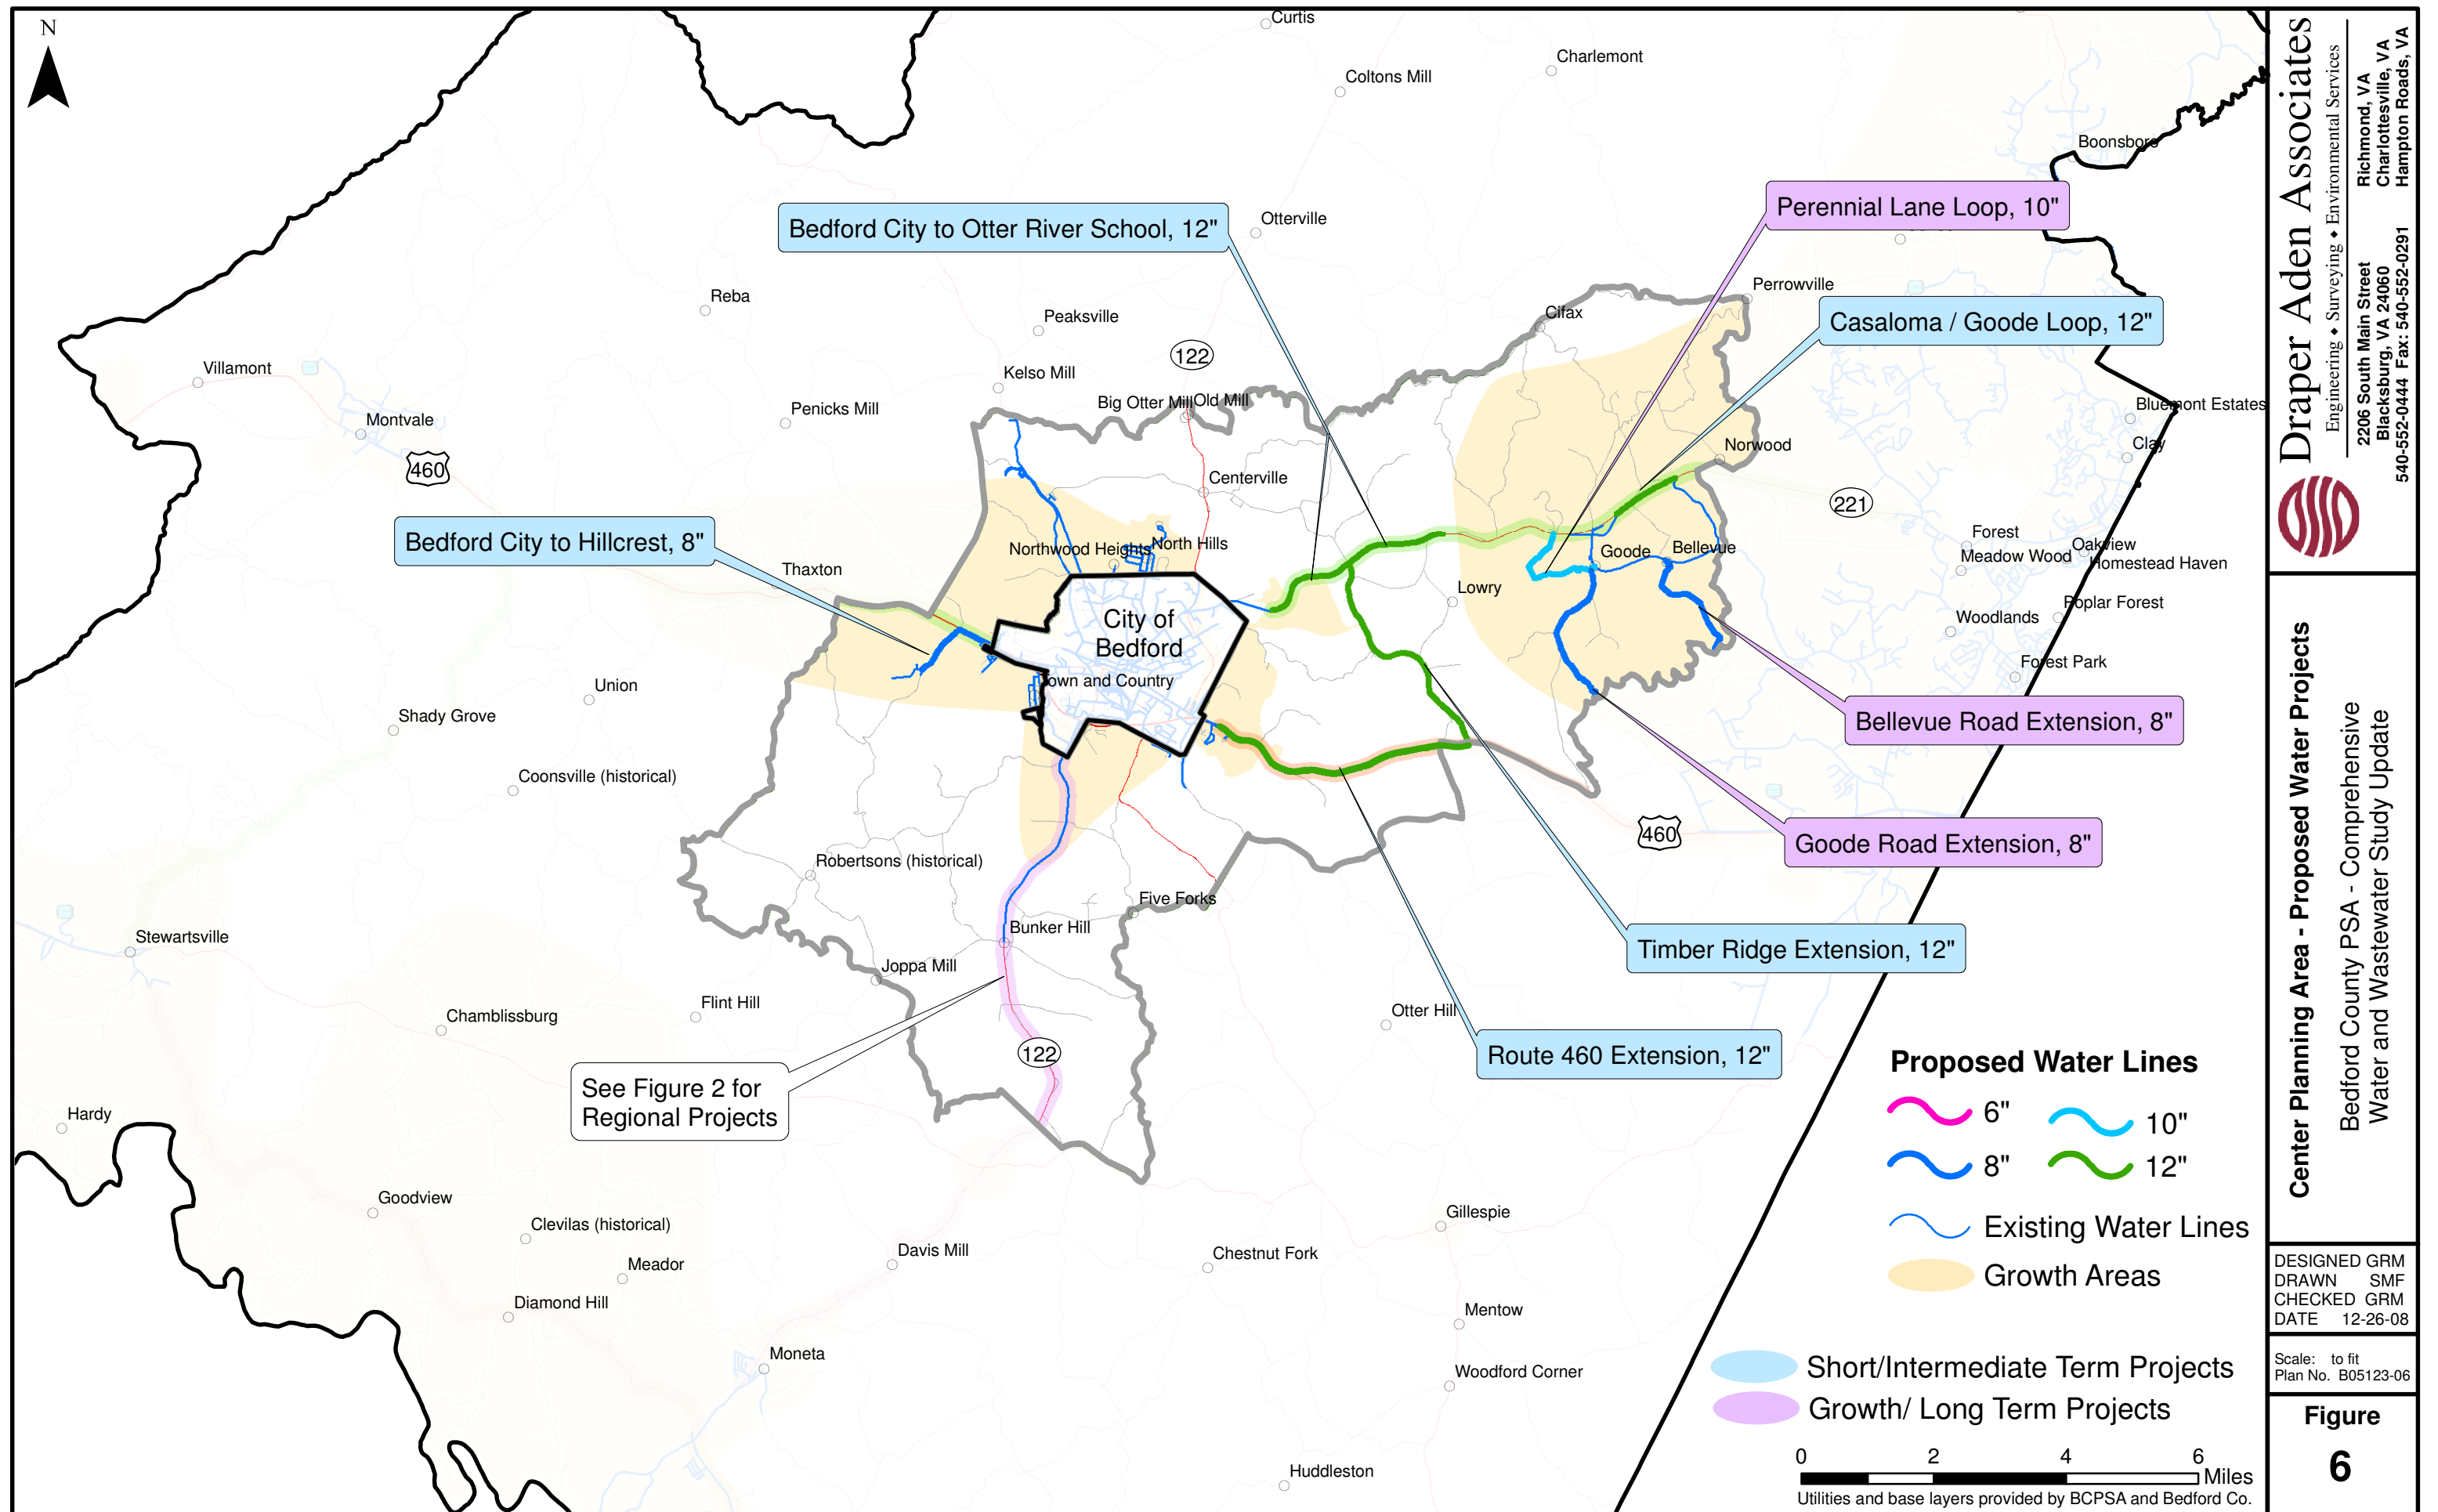 N
Curtis
Charlemont
Coltons Mill
Boonsboro
Otterville
Perennial Lane Loop, 10"
Bedford City to Otter River School, 12"
Reba
Perrowville
Peaksville
Cifax
Casaloma / Goode Loop, 12"
122
Villamont
Kelso Mill
Big Otter Mill
Old Mill
Penicks Mill
Bluemont Estates
Montvale
Clay
Norwood
460
Centerville
221
Bedford City to Hillcrest, 8"
Northwood Heights
North Hills
Goode
Bellevue
Forest
Oakview
Meadow Wood
Homestead Haven
Thaxton
Lowry
City of
Bedford
Poplar Forest
Woodlands
Town and Country
Forest Park
Union
Shady Grove
Bellevue Road Extension, 8"
Coonsville (historical)
460
Goode Road Extension, 8"
Robertsons (historical)
Five Forks
Bunker Hill
Stewartsville
Timber Ridge Extension, 12"
Joppa Mill
Flint Hill
Otter Hill
Chamblissburg
122
Route 460 Extension, 12"
See Figure 2 for
Regional Projects
Hardy
Goodview
Clevilas (historical)
Gillespie
Meador
Davis Mill
Chestnut Fork
Diamond Hill
Mentow
Moneta
Woodford Corner
Huddleston
Proposed Water Lines
6"
10"
8"
12"
Existing Water Lines
Growth Areas
Short/Intermediate Term Projects
Growth/ Long Term Projects
0 2 4 6
Miles
Utilities and base layers provided by BCPSA and Bedford Co.
Draper Aden Associates
Engineering ♦ Surveying ♦ Environmental Services
2206 South Main Street
Blacksburg, VA 24060
540-552-0444 Fax: 540-552-0291
Richmond, VA
Charlottesville, VA
Hampton Roads, VA
Center Planning Area - Proposed Water Projects
Bedford County PSA - Comprehensive
Water and Wastewater Study Update
DESIGNED GRM
DRAWN SMF
CHECKED GRM
DATE 12-26-08
Scale: to fit
Plan No. B05123-06
Figure
6